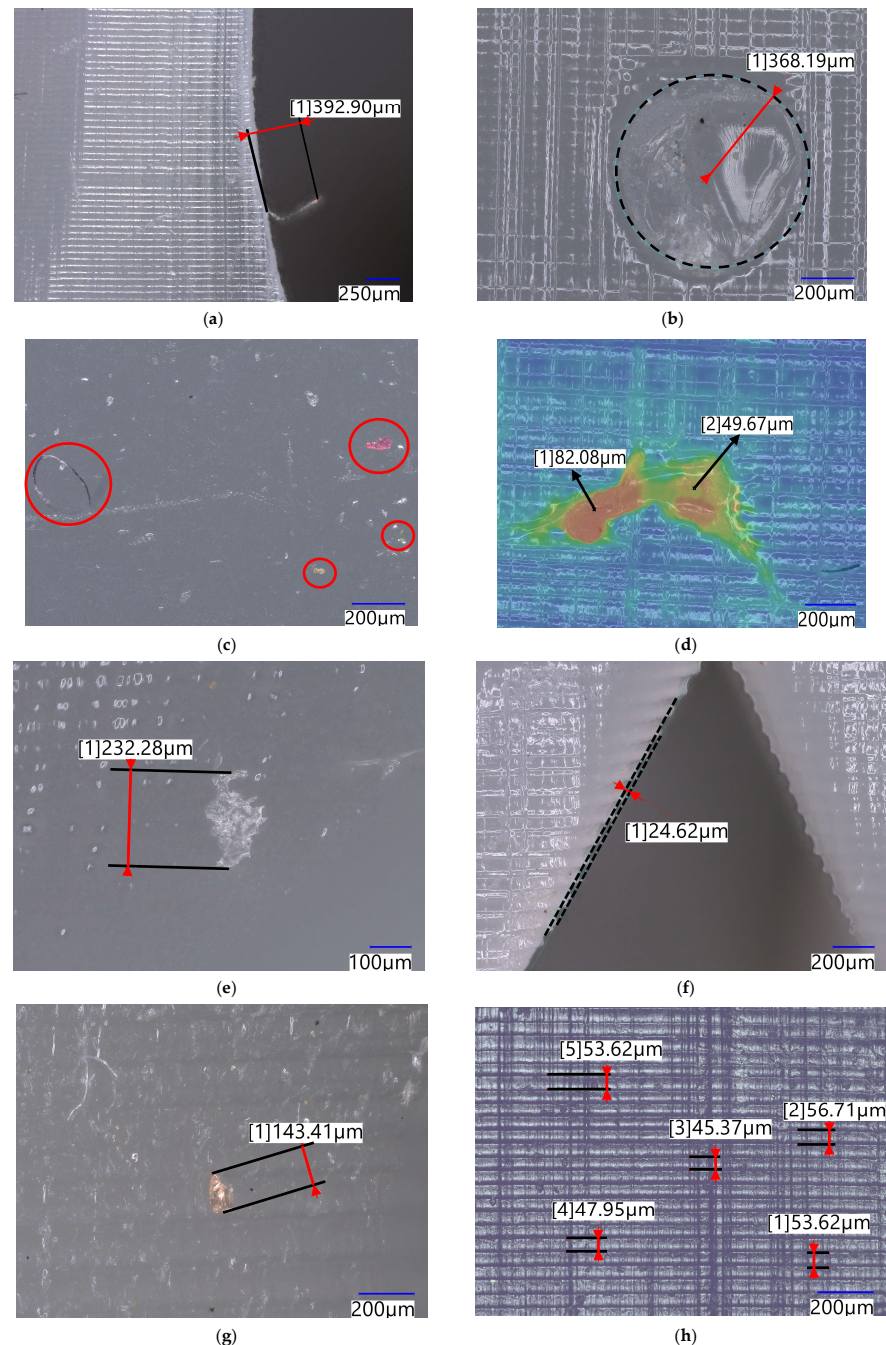 [1]392.90μm
250μm
(a)
[1]368.19μm
200μm
(b)
200μm
(c)
[2]49.67μm
[1]82.08μm
200μm
(d)
[1]232.28μm
100μm
(e)
[1]24.62μm
200μm
(f)
[1]143.41μm
200μm
(g)
[5]53.62μm
[2]56.71μm
[3]45.37μm
[4]47.95μm
[1]53.62μm
200μm
(h)